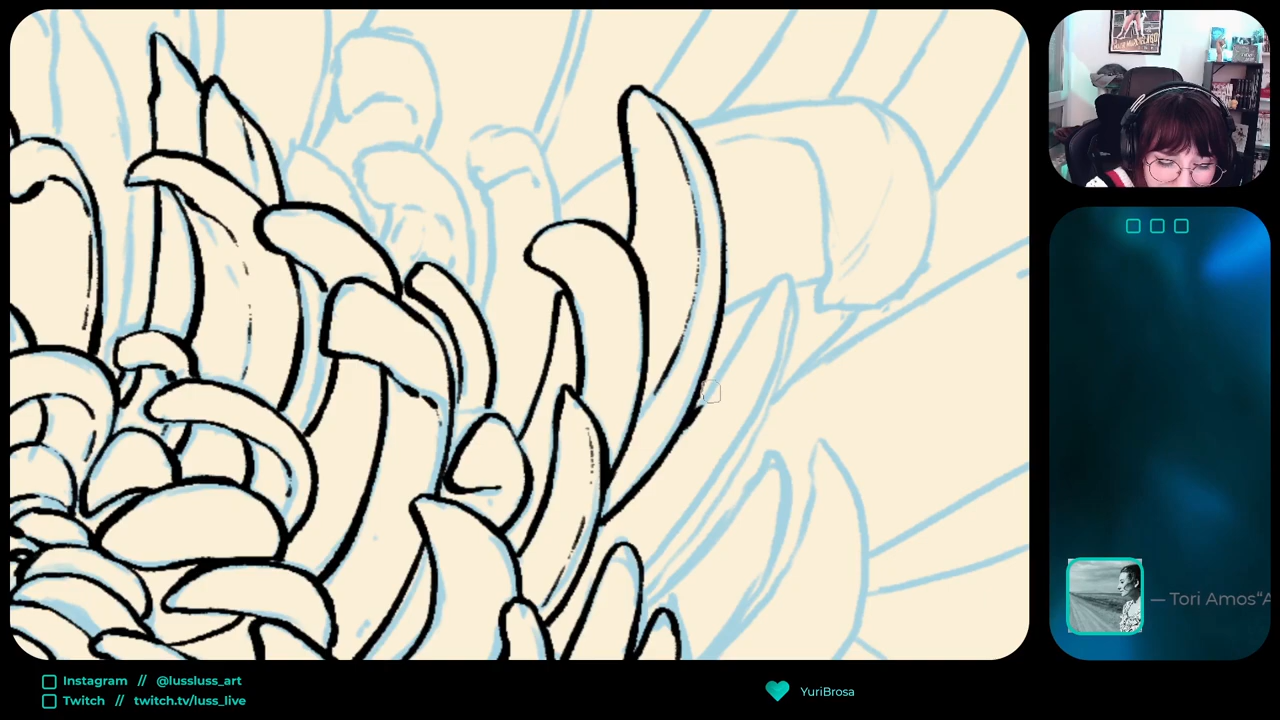 — Tori Amos“A
Instagram // @lussluss_art
Twitch // twitch.tv/luss_live
YuriBrosa